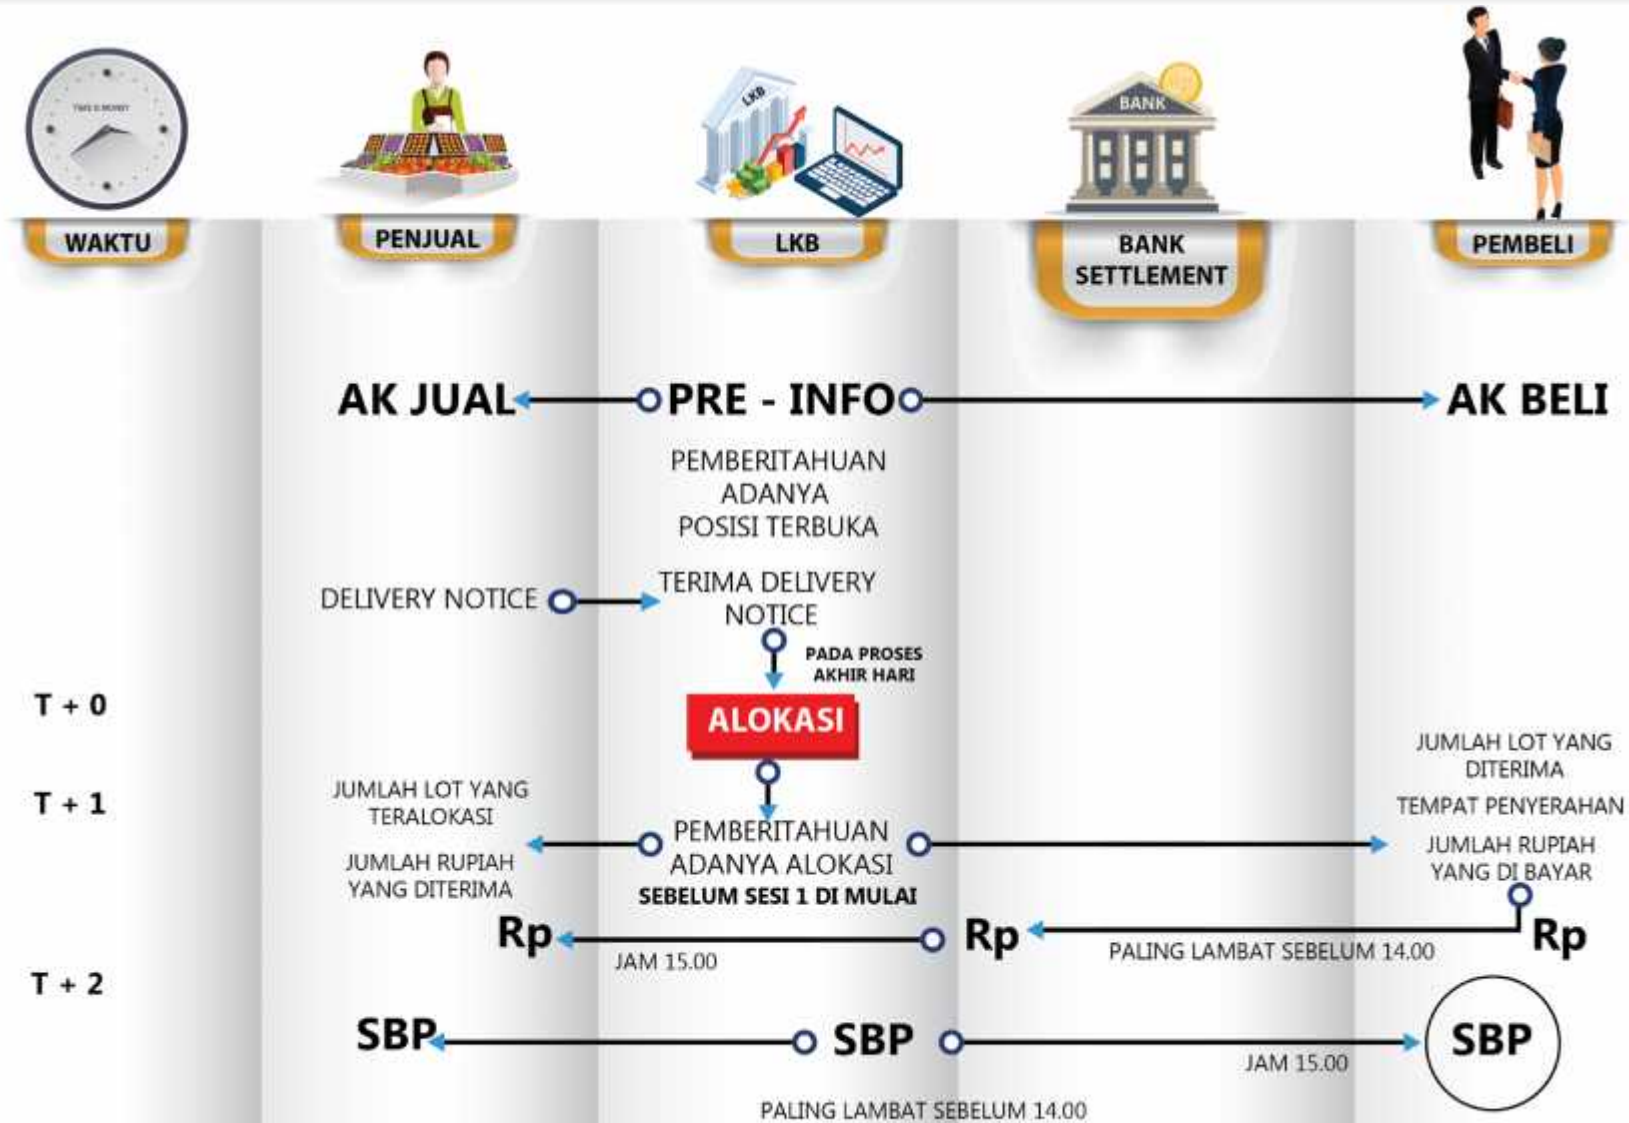 TIME IS MONEY
LKB
BANK
WAKTU
PENJUAL
LKB
BANK
SETTLEMENT
PEMBELI
AK JUAL
PRE - INFO
AK BELI
PEMBERITAHUAN
ADANYA
POSISI TERBUKA
DELIVERY NOTICE
TERIMA DELIVERY
NOTICE
PADA PROSES
AKHIR HARI
T + 0
ALOKASI
JUMLAH LOT YANG
DITERIMA
T + 1
JUMLAH LOT YANG
TERALOKASI
TEMPAT PENYERAHAN
PEMBERITAHUAN
ADANYA ALOKASI
SEBELUM SESI 1 DI MULAI
JUMLAH RUPIAH
YANG DITERIMA
JUMLAH RUPIAH
YANG DI BAYAR
Rp
Rp
Rp
JAM 15.00
PALING LAMBAT SEBELUM 14.00
T + 2
SBP
SBP
SBP
JAM 15.00
PALING LAMBAT SEBELUM 14.00